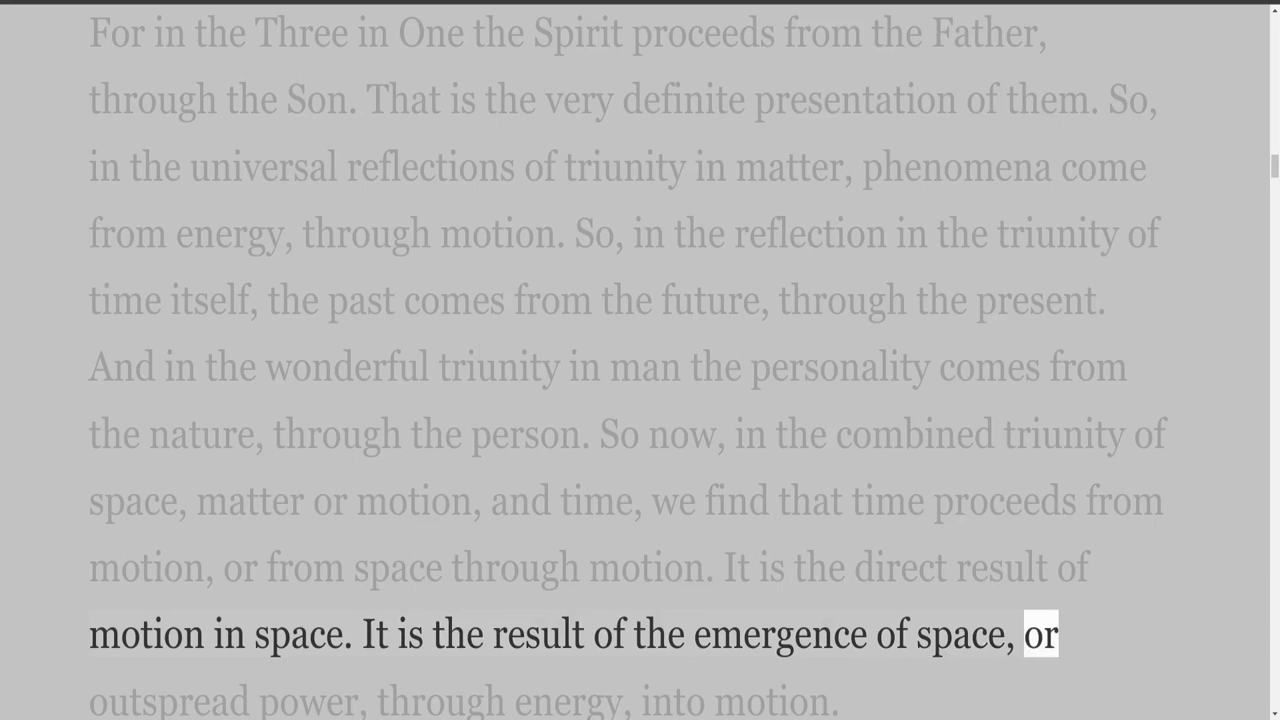 For in the Three in One the Spirit proceeds from the Father,
through the Son. That is the very definite presentation of them. So,
in the universal reflections of triunity in matter, phenomena come
from energy, through motion. So, in the reflection in the triunity of
time itself, the past comes from the future, through the present.
And in the wonderful triunity in man the personality comes from
the nature, through the person. So now, in the combined triunity of
space, matter or motion, and time, we find that time proceeds from
motion, or from space through motion. It is the direct result of
motion in space. It is the result of the emergence of space, or
outspread power, through energy, into motion.